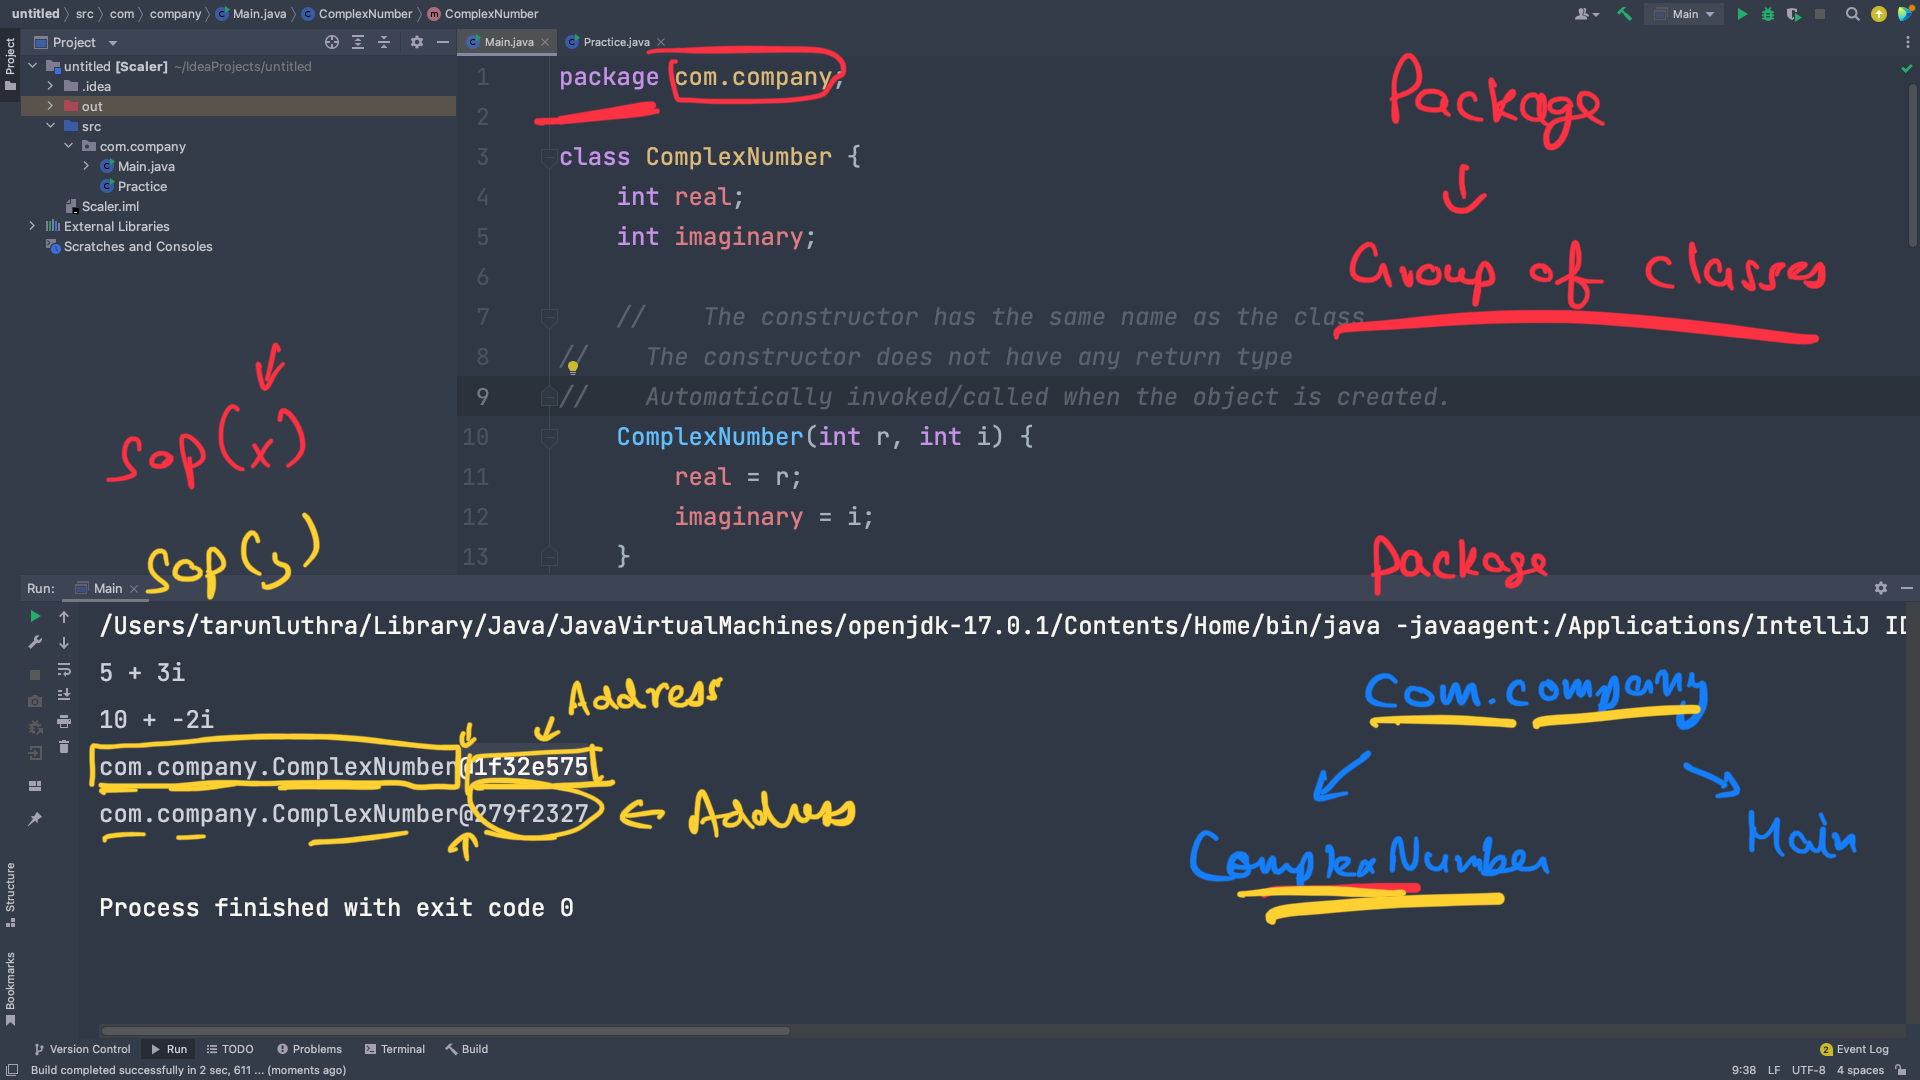 untitled src com company Main.java ComplexNumber ComplexNumber
Main
Project
Project
Main.java Practice.java
untitled [Scaler] ~/IdeaProjects/untitled
.idea
out
src
com.company
Main.java
Practice
Scaler.iml
External Libraries
Scratches and Consoles
1 package com.company;
2
3 class ComplexNumber {
4 int real;
5 int imaginary;
6
7 // The constructor has the same name as the class
8 // The constructor does not have any return type
9 // Automatically invoked/called when the object is created.
10 ComplexNumber(int r, int i) {
11 real = r;
12 imaginary = i;
13 }
Package
Group of classes
sop(x)
sop(y)
Package
Run: Main
/Users/tarunluthra/Library/Java/JavaVirtualMachines/openjdk-17.0.1/Contents/Home/bin/java -javaagent:/Applications/IntelliJ ID
5 + 3i
10 + -2i
com.company.ComplexNumber@1f32e575
com.company.ComplexNumber@279f2327
Process finished with exit code 0
Address
Address
Com.company
ComplexNumber
Main
Structure
Bookmarks
Version Control Run TODO Problems Terminal Build
2 Event Log
Build completed successfully in 2 sec, 611 ... (moments ago)
9:38 LF UTF-8 4 spaces